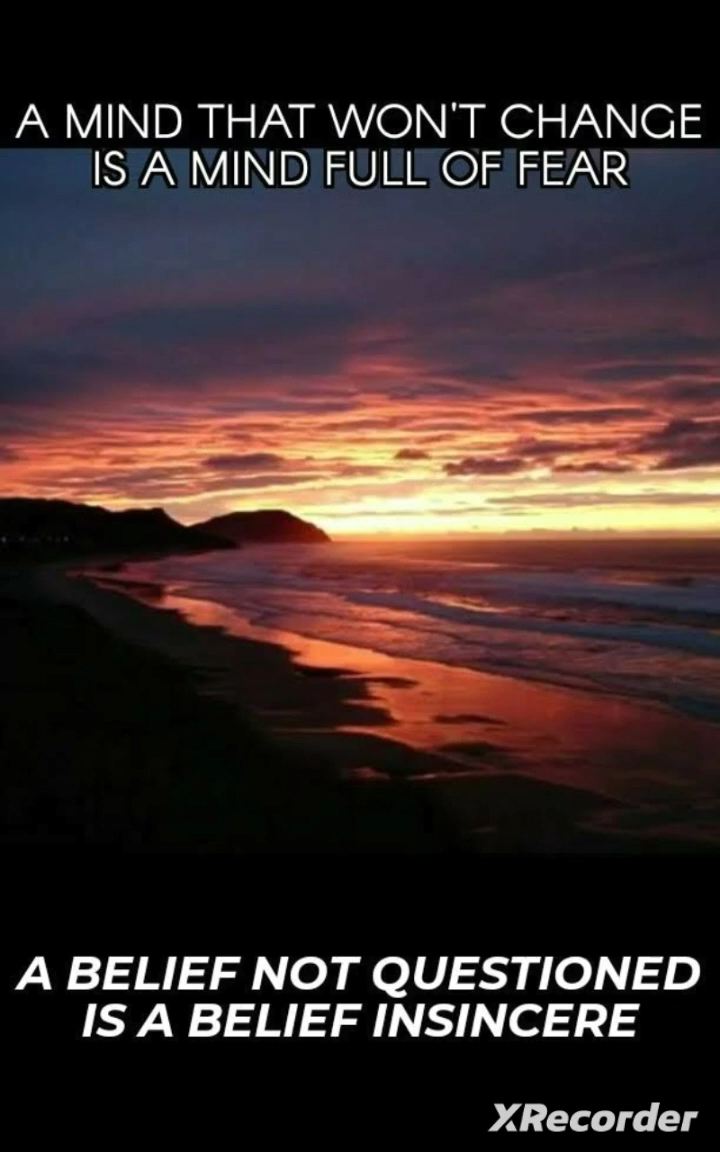 A MIND THAT WON'T CHANGE
IS A MIND FULL OF FEAR
A BELIEF NOT QUESTIONED
IS A BELIEF INSINCERE
XRecorder